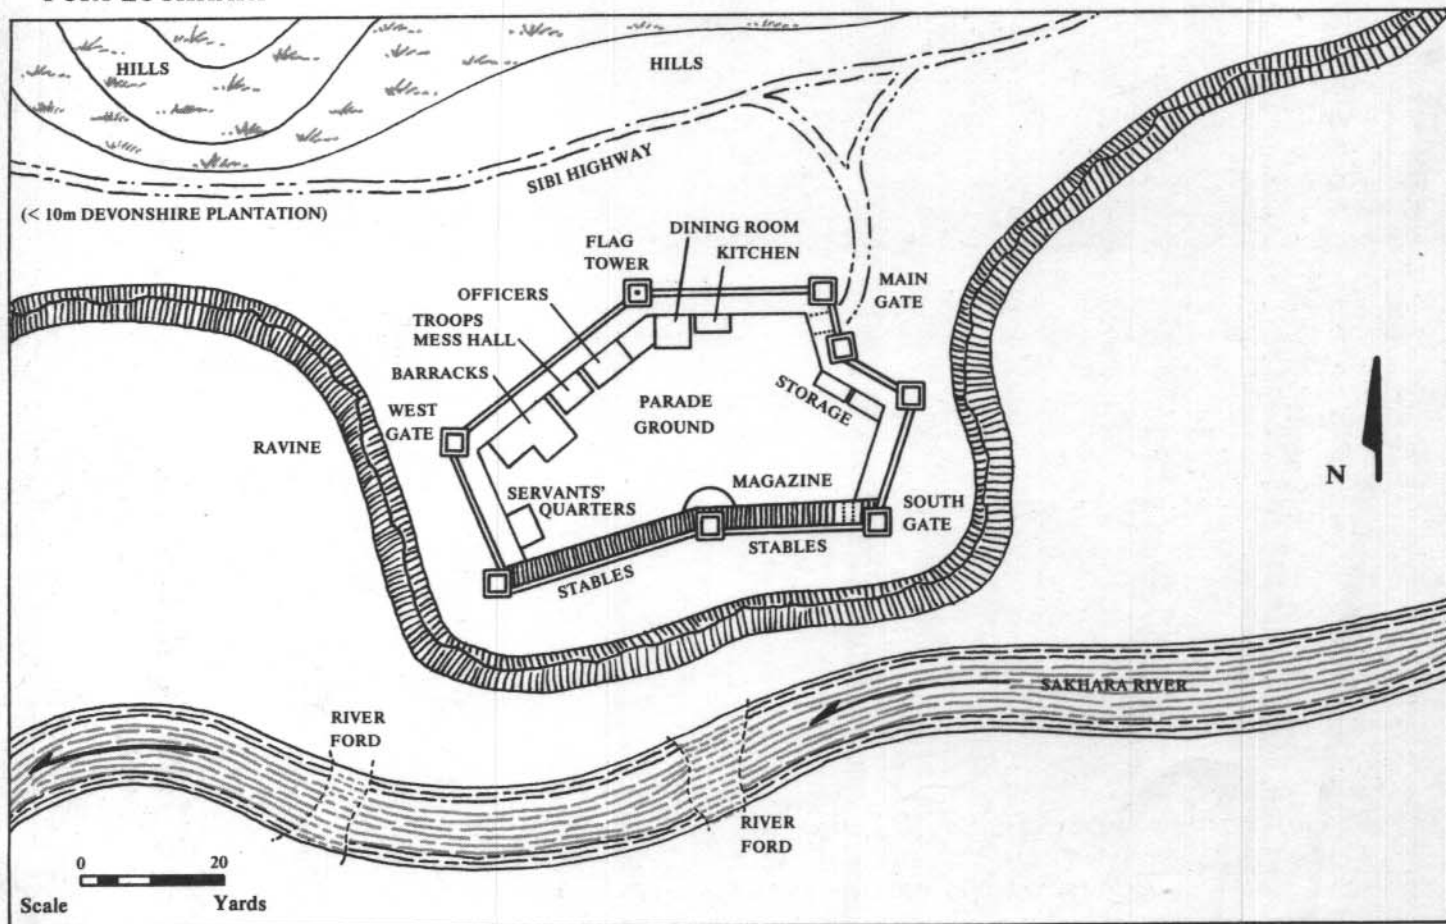 HILLS
HILLS
SIBI HIGHWAY
(< 10m DEVONSHIRE PLANTATION)
DINING ROOM
KITCHEN
FLAG
TOWER
MAIN
GATE
OFFICERS
TROOPS
MESS HALL
BARRACKS
WEST
GATE
STORAGE
PARADE
GROUND
RAVINE
N
SERVANTS'
QUARTERS
MAGAZINE
SOUTH
GATE
STABLES
STABLES
SAKHARA RIVER
RIVER
FORD
RIVER
FORD
0 20
Scale Yards